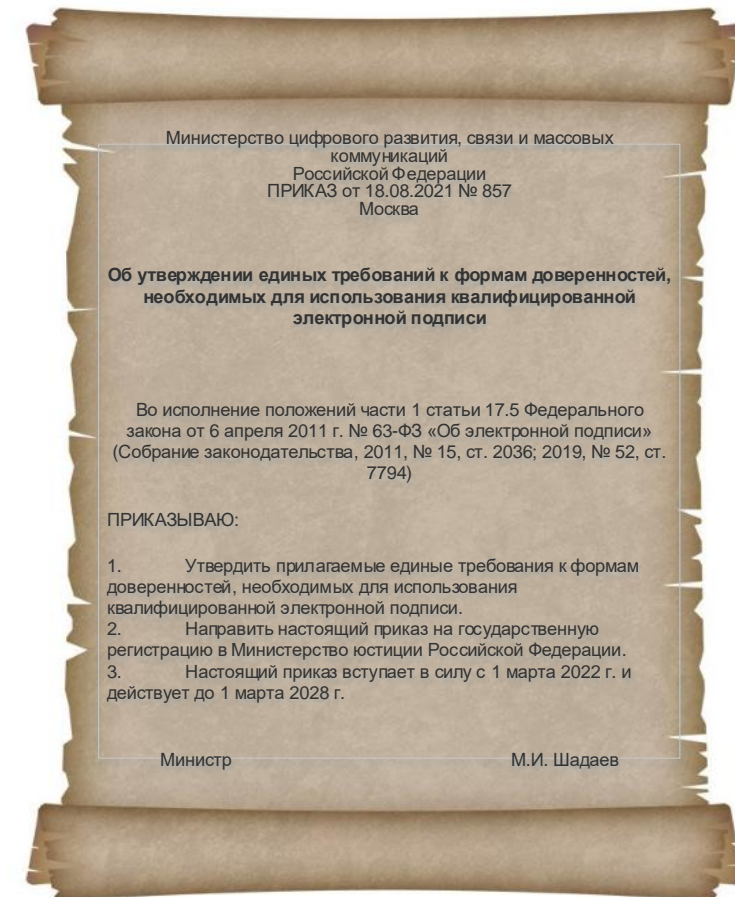 Министерство цифрового развития, связи и массовых
коммуникаций
Российской Федерации
ПРИКАЗ от 18.08.2021 № 857
Москва
Об утверждении единых требований к формам доверенностей,
необходимых для использования квалифицированной
электронной подписи
Во исполнение положений части 1 статьи 17.5 Федерального
закона от 6 апреля 2011 г. № 63-ФЗ «Об электронной подписи»
(Собрание законодательства, 2011, № 15, ст. 2036; 2019, № 52, ст.
7794)
ПРИКАЗЫВАЮ:
1. Утвердить прилагаемые единые требования к формам
доверенностей, необходимых для использования
квалифицированной электронной подписи.
2. Направить настоящий приказ на государственную
регистрацию в Министерство юстиции Российской Федерации.
3. Настоящий приказ вступает в силу с 1 марта 2022 г. и
действует до 1 марта 2028 г.
Министр М.И. Шадаев